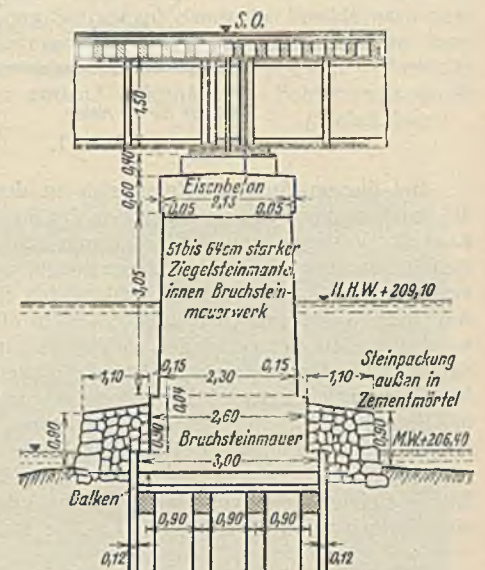 S.O.
1,50
0,40
0,60
Eisenbeton
0,05 2,13 0,05
3,05
51 bis 64 cm starker
Ziegelsteinmantel
innen Bruchstein-
mauerwerk
H.H.W. + 209,10
0,15 0,15
1,10 2,30 1,10
Steinpackung
außen in
Zementmörtel
0,04
2,60
0,90 0,90 0,90
Bruchsteinmauer
M.W. + 206,40
3,00
Balken
0,90 0,90 0,90
0,12 0,12